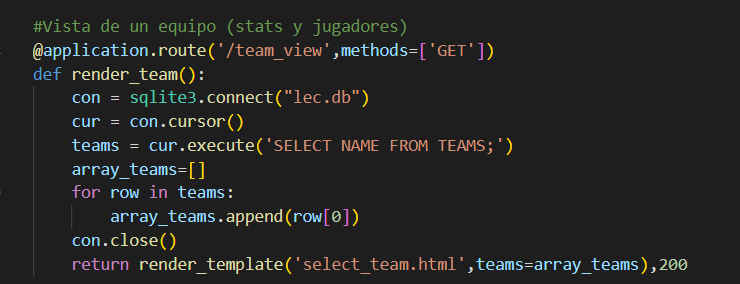 #Vista de un equipo (stats y jugadores)
@application.route('/team_view',methods=['GET'])
def render_team():
    con = sqlite3.connect("lec.db")
    cur = con.cursor()
    teams = cur.execute('SELECT NAME FROM TEAMS;')
    array_teams=[]
    for row in teams:
        array_teams.append(row[0])
    con.close()
    return render_template('select_team.html',teams=array_teams),200